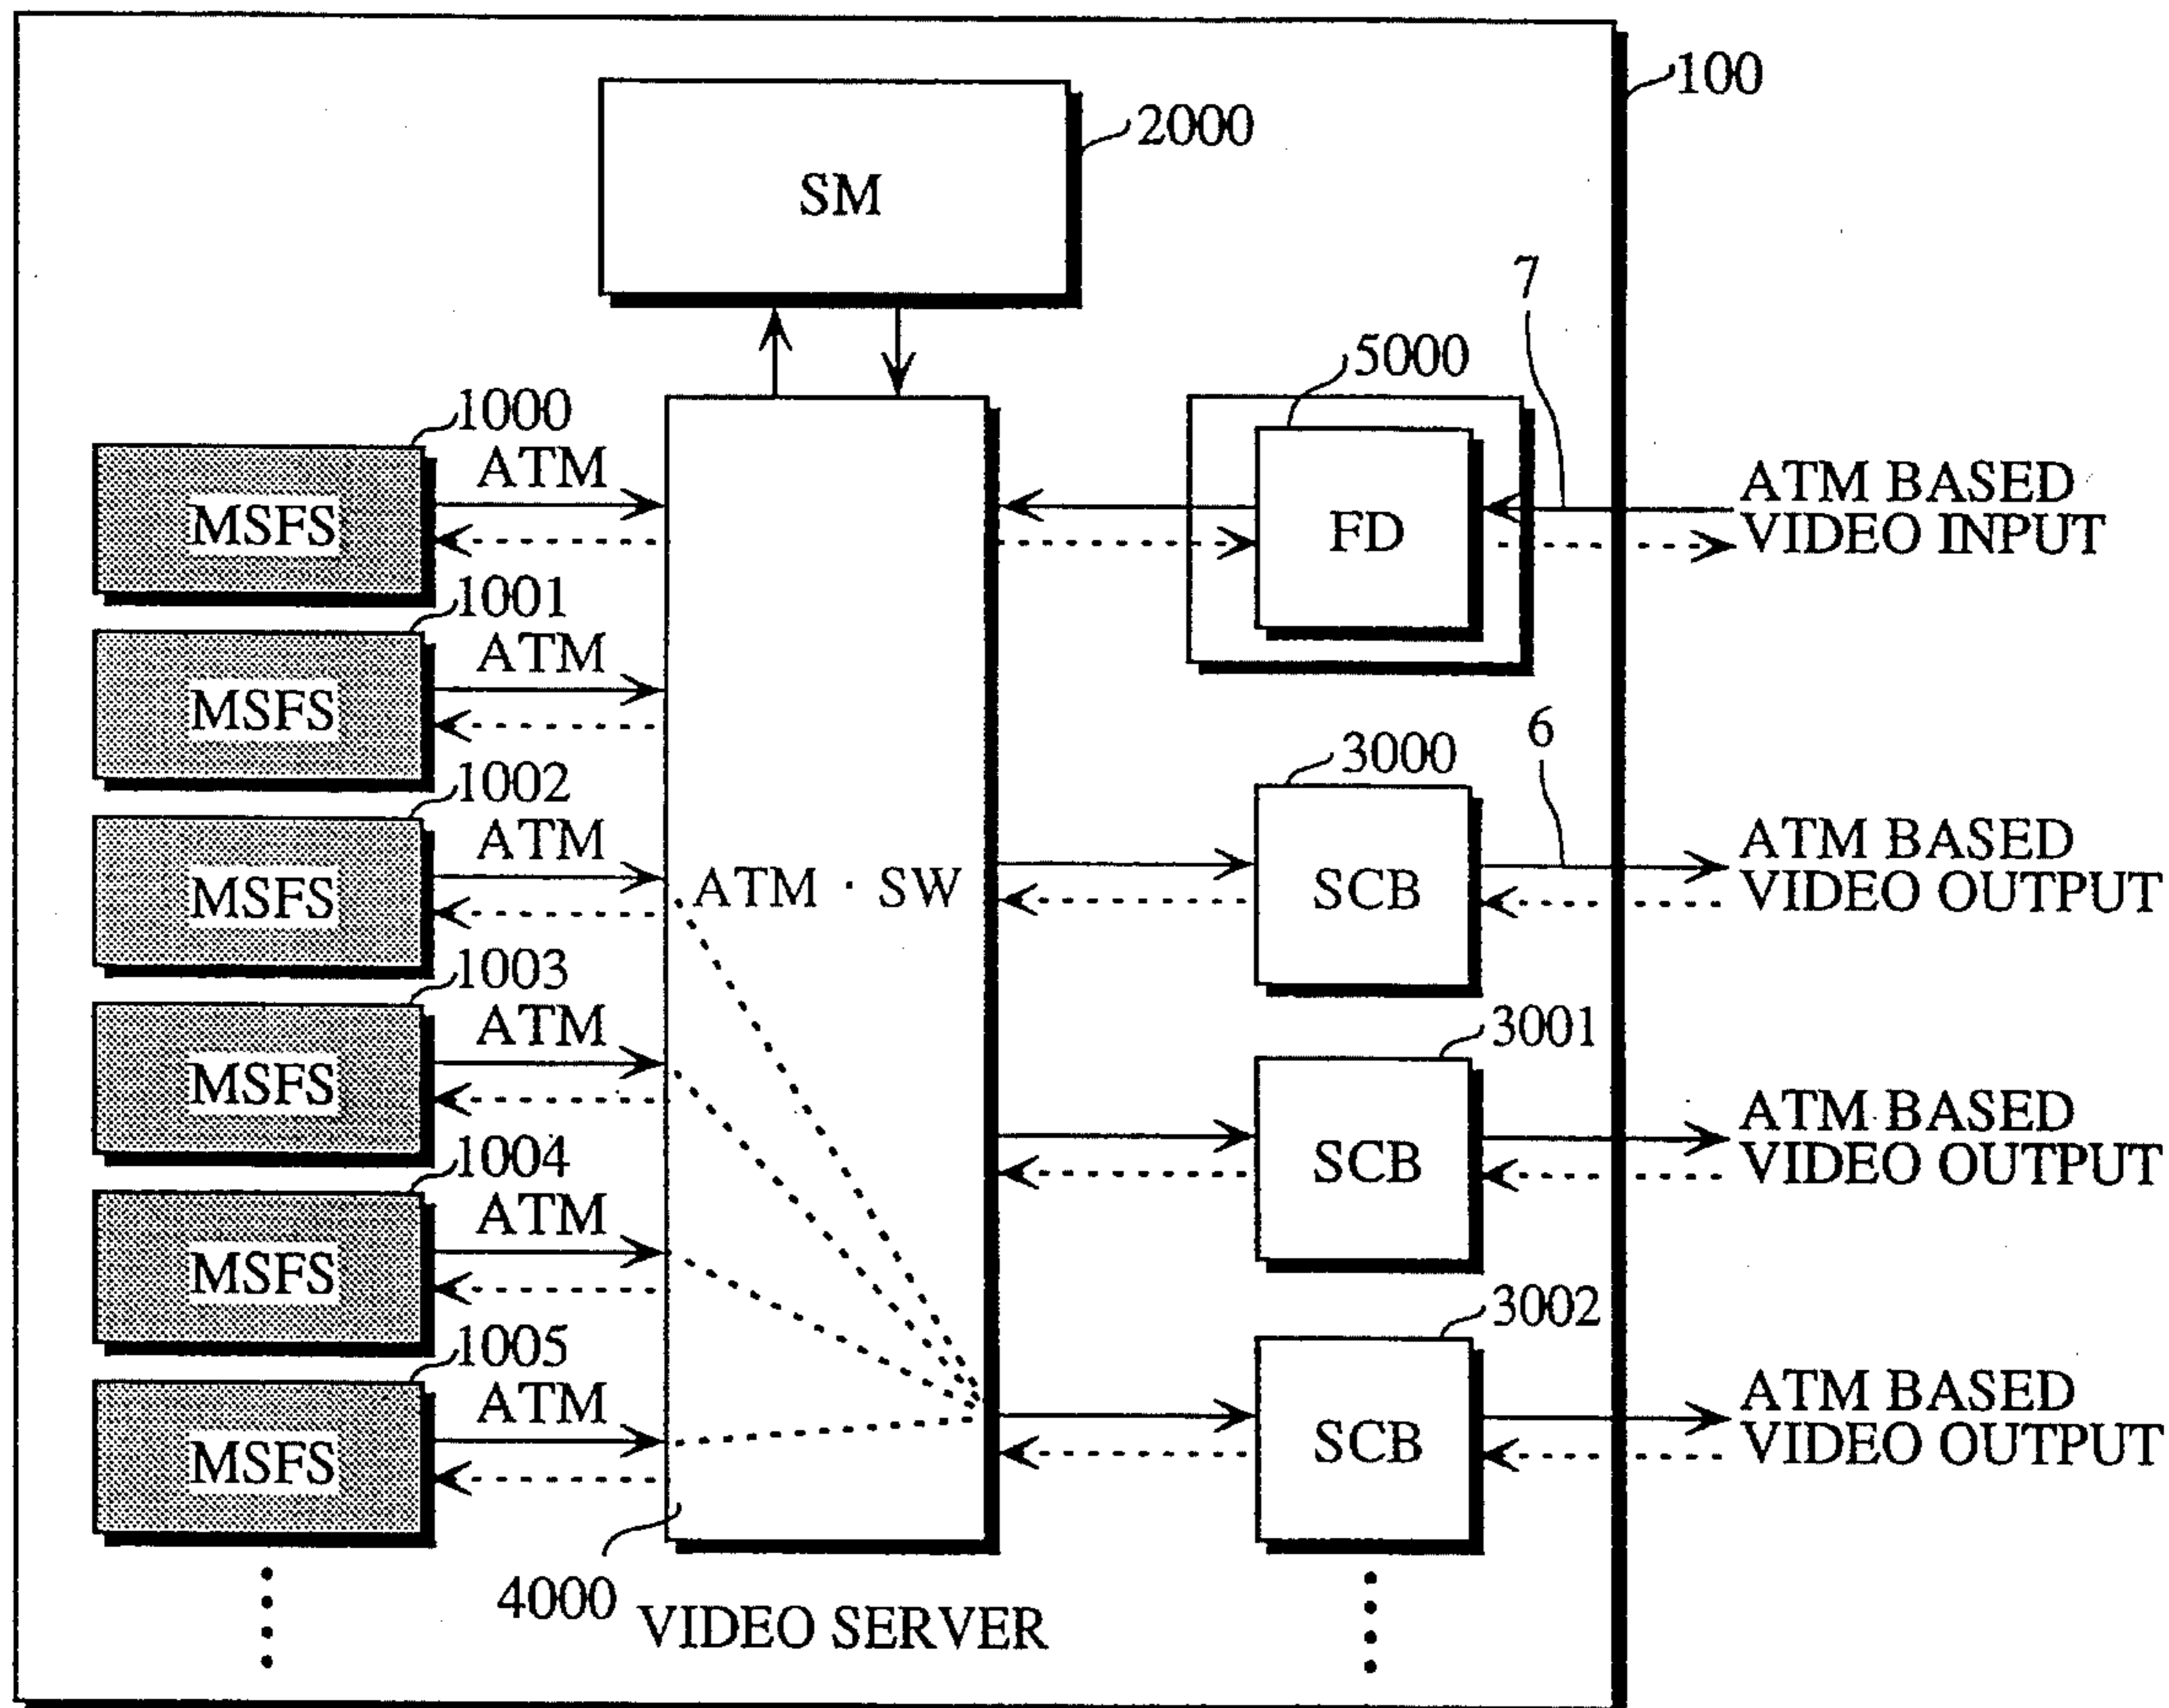 100
2000
SM
7
5000
1000
ATM
MSFS
FD
ATM BASED
VIDEO INPUT
1001
ATM
MSFS
6
3000
1002
ATM
MSFS
ATM · SW
SCB
ATM BASED
VIDEO OUTPUT
1003
ATM
MSFS
3001
SCB
ATM BASED
VIDEO OUTPUT
1004
ATM
MSFS
3002
1005
ATM
MSFS
SCB
ATM BASED
VIDEO OUTPUT
4000
VIDEO SERVER